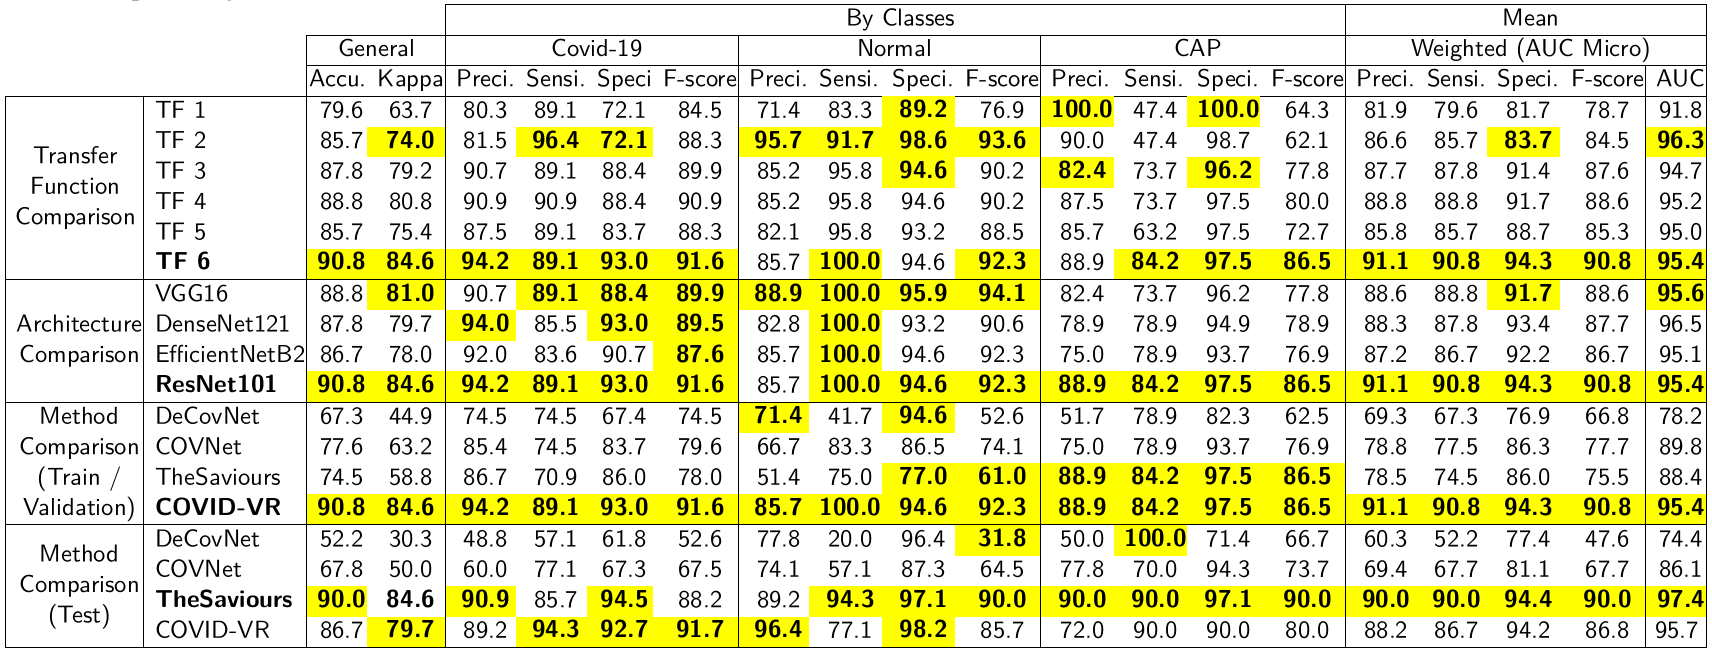 By Classes Mean
General Covid-19 Normal CAP Weighted (AUC Micro)
Accu. Kappa Preci. Sensi. Speci F-score Preci. Sensi. Speci. F-score Preci. Sensi. Speci. F-score Preci. Sensi. Speci. F-score AUC
Transfer Function Comparison
TF 1 79.6 63.7 80.3 89.1 72.1 84.5 71.4 83.3 89.2 76.9 100.0 47.4 100.0 64.3 81.9 79.6 81.7 78.7 91.8
TF 2 85.7 74.0 81.5 96.4 72.1 88.3 95.7 91.7 98.6 93.6 90.0 47.4 98.7 62.1 86.6 85.7 83.7 84.5 96.3
TF 3 87.8 79.2 90.7 89.1 88.4 89.9 85.2 95.8 94.6 90.2 82.4 73.7 96.2 77.8 87.7 87.8 91.4 87.6 94.7
TF 4 88.8 80.8 90.9 90.9 88.4 90.9 85.2 95.8 94.6 90.2 87.5 73.7 97.5 80.0 88.8 88.8 91.7 88.6 95.2
TF 5 85.7 75.4 87.5 89.1 83.7 88.3 82.1 95.8 93.2 88.5 85.7 63.2 97.5 72.7 85.8 85.7 88.7 85.3 95.0
TF 6 90.8 84.6 94.2 89.1 93.0 91.6 85.7 100.0 94.6 92.3 88.9 84.2 97.5 86.5 91.1 90.8 94.3 90.8 95.4
Architecture Comparison
VGG16 88.8 81.0 90.7 89.1 88.4 89.9 88.9 100.0 95.9 94.1 82.4 73.7 96.2 77.8 88.6 88.8 91.7 88.6 95.6
DenseNet121 87.8 79.7 94.0 85.5 93.0 89.5 82.8 100.0 93.2 90.6 78.9 78.9 94.9 78.9 88.3 87.8 93.4 87.7 96.5
EfficientNetB2 86.7 78.0 92.0 83.6 90.7 87.6 85.7 100.0 94.6 92.3 75.0 78.9 93.7 76.9 87.2 86.7 92.2 86.7 95.1
ResNet101 90.8 84.6 94.2 89.1 93.0 91.6 85.7 100.0 94.6 92.3 88.9 84.2 97.5 86.5 91.1 90.8 94.3 90.8 95.4
Method Comparison (Train / Validation)
DeCovNet 67.3 44.9 74.5 74.5 67.4 74.5 71.4 41.7 94.6 52.6 51.7 78.9 82.3 62.5 69.3 67.3 76.9 66.8 78.2
COVNet 77.6 63.2 85.4 74.5 83.7 79.6 66.7 83.3 86.5 74.1 75.0 78.9 93.7 76.9 78.8 77.5 86.3 77.7 89.8
TheSaviours 74.5 58.8 86.7 70.9 86.0 78.0 51.4 75.0 77.0 61.0 88.9 84.2 97.5 86.5 78.5 74.5 86.0 75.5 88.4
COVID-VR 90.8 84.6 94.2 89.1 93.0 91.6 85.7 100.0 94.6 92.3 88.9 84.2 97.5 86.5 91.1 90.8 94.3 90.8 95.4
Method Comparison (Test)
DeCovNet 52.2 30.3 48.8 57.1 61.8 52.6 77.8 20.0 96.4 31.8 50.0 100.0 71.4 66.7 60.3 52.2 77.4 47.6 74.4
COVNet 67.8 50.0 60.0 77.1 67.3 67.5 74.1 57.1 87.3 64.5 77.8 70.0 94.3 73.7 69.4 67.7 81.1 67.7 86.1
TheSaviours 90.0 84.6 90.9 85.7 94.5 88.2 89.2 94.3 97.1 90.0 90.0 90.0 97.1 90.0 90.0 90.0 94.4 90.0 97.4
COVID-VR 86.7 79.7 89.2 94.3 92.7 91.7 96.4 77.1 98.2 85.7 72.0 90.0 90.0 80.0 88.2 86.7 94.2 86.8 95.7